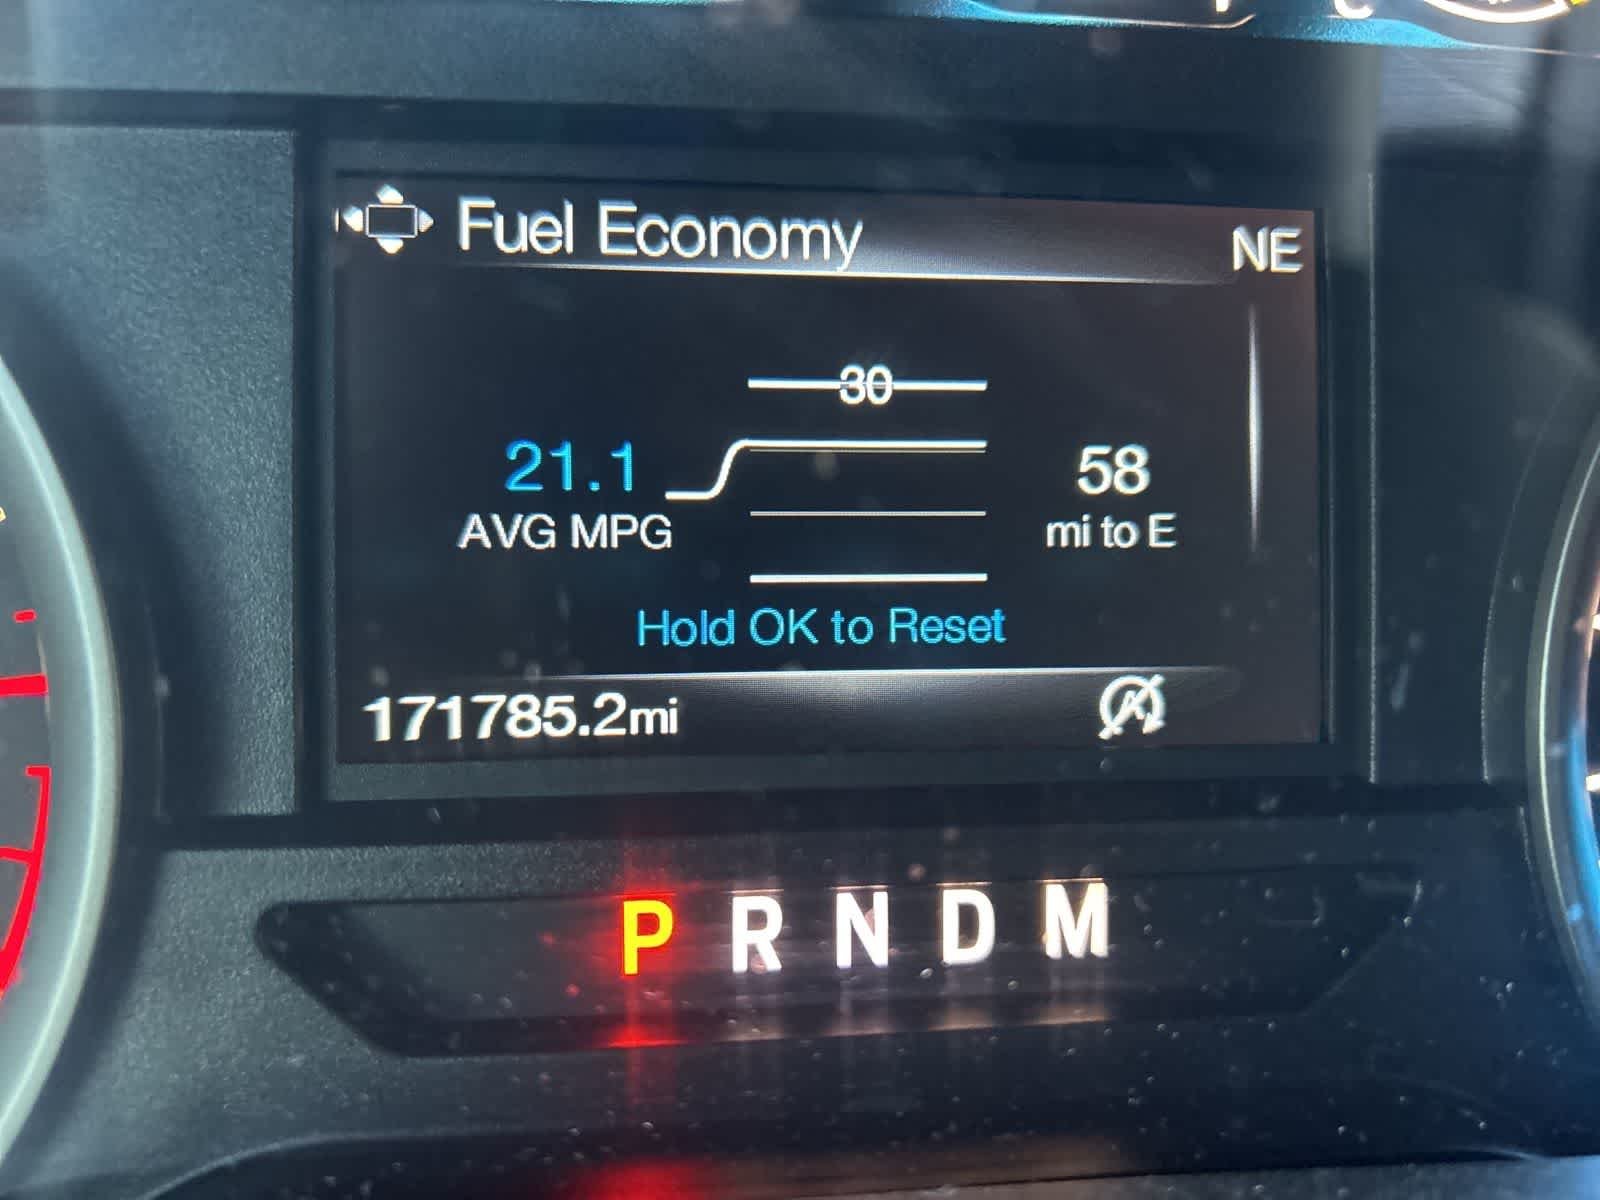 Fuel Economy
NE
30
21.1
AVG MPG
58
mi to E
Hold OK to Reset
171785.2mi
P R N D M